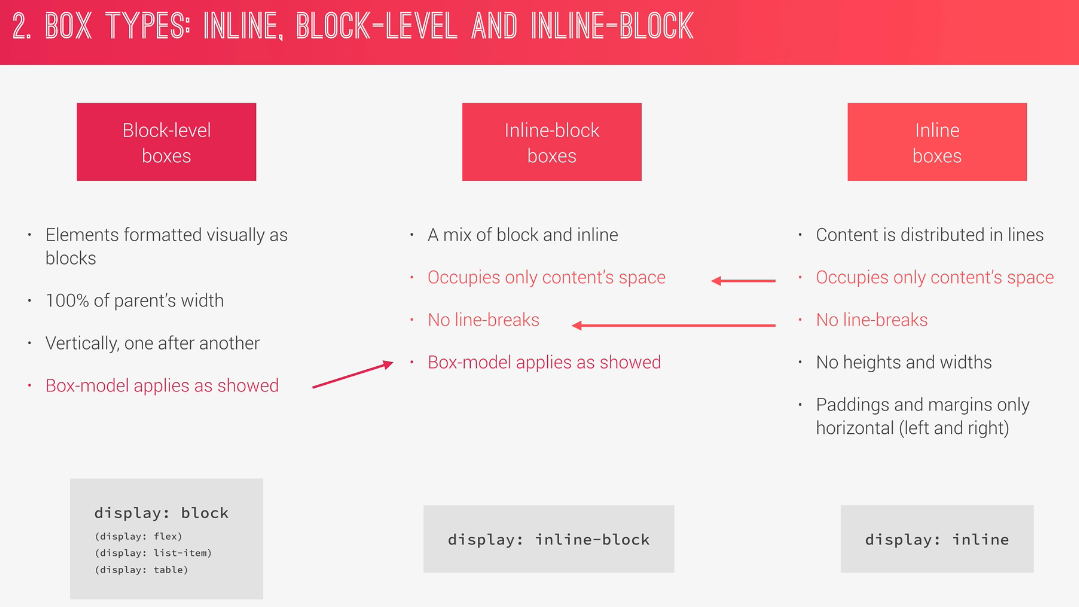 2. BOX TYPES: INLINE, BLOCK-LEVEL AND INLINE-BLOCK
Block-level
boxes
• Elements formatted visually as
blocks
• 100% of parent's width
• Vertically, one after another
• Box-model applies as showed
display: block
(display: flex)
(display: list-item)
(display: table)
Inline-block
boxes
• A mix of block and inline
• Occupies only content's space
• No line-breaks
• Box-model applies as showed
display: inline-block
Inline
boxes
• Content is distributed in lines
• Occupies only content's space
• No line-breaks
• No heights and widths
• Paddings and margins only
horizontal (left and right)
display: inline